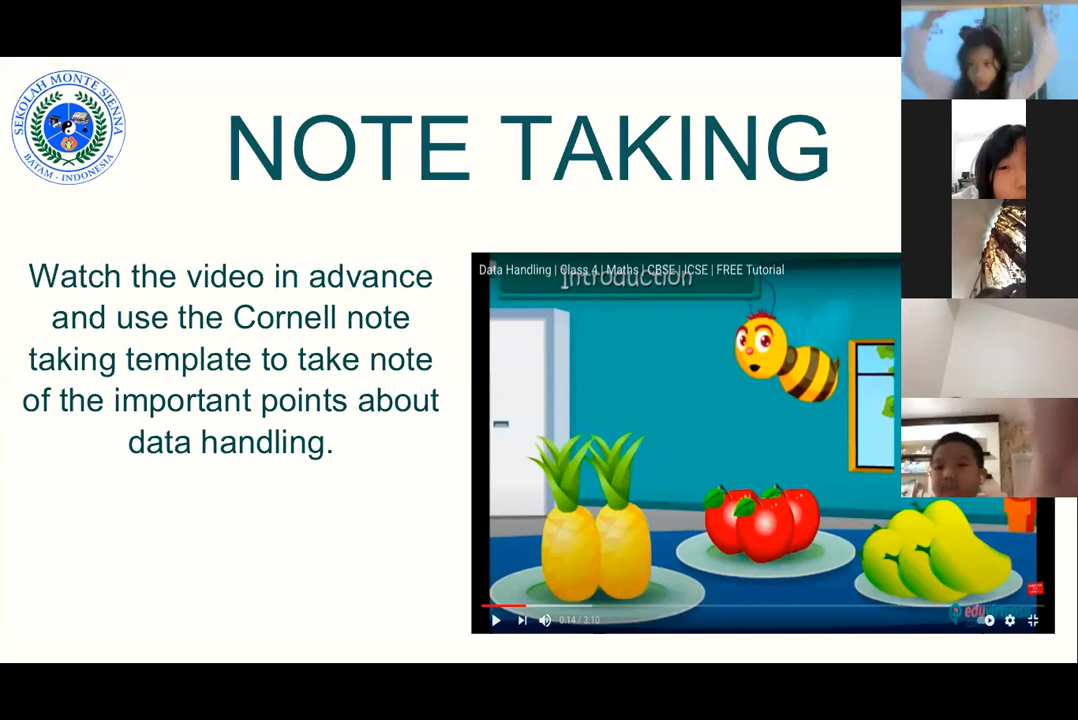 SEKOLAH MONTE SIENNA
BATAM - INDONESIA
NOTE TAKING
Watch the video in advance
and use the Cornell note
taking template to take note
of the important points about
data handling.
Data Handling | Class 4 | Maths | CBSE | ICSE | FREE Tutorial
Introduction
0:14 / 3:10